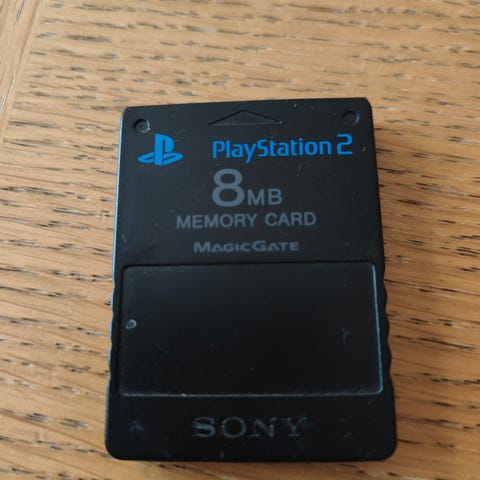 PlayStation 2
8MB
MEMORY CARD
MAGICGATE
SONY